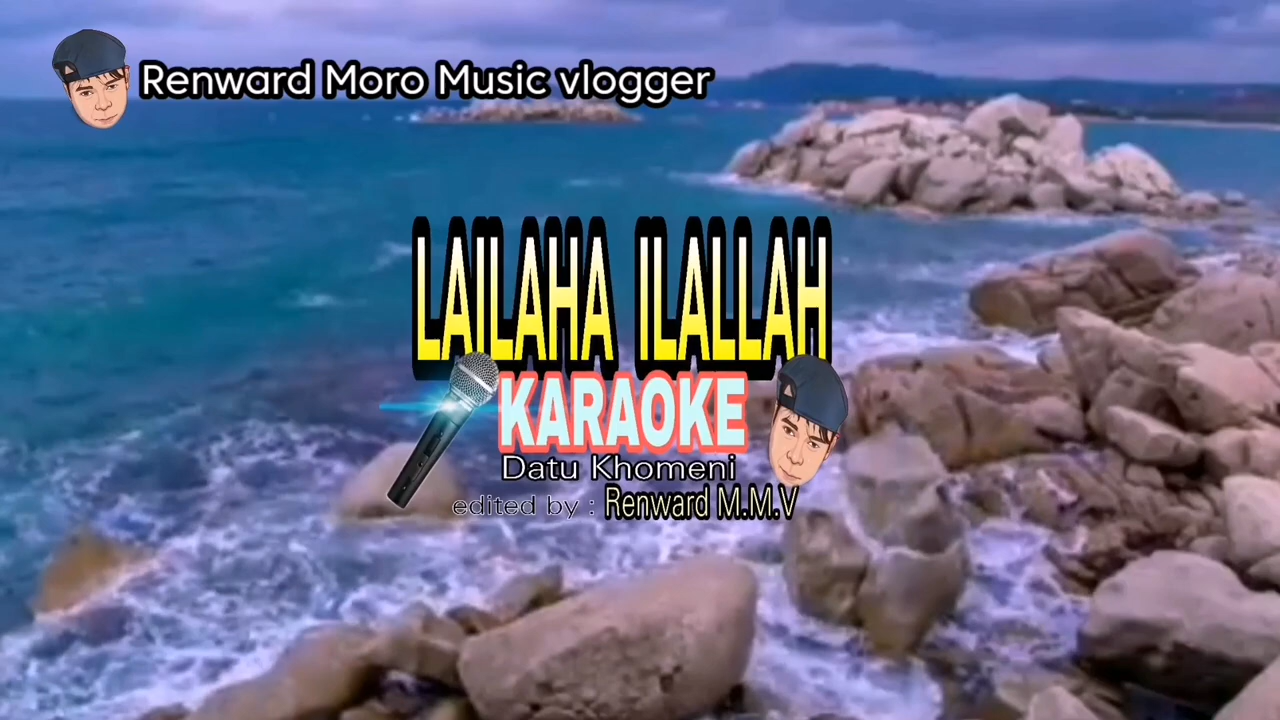 Renward Moro Music vlogger
LAILAHA ILALLAH
KARAOKE
Datu Khomeni
edited by : Renward M.M.V